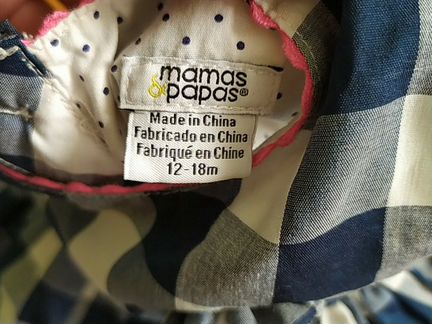 mamas
& papas®
Made in China
Fabricado en China
Fabriqué en Chine
12-18m